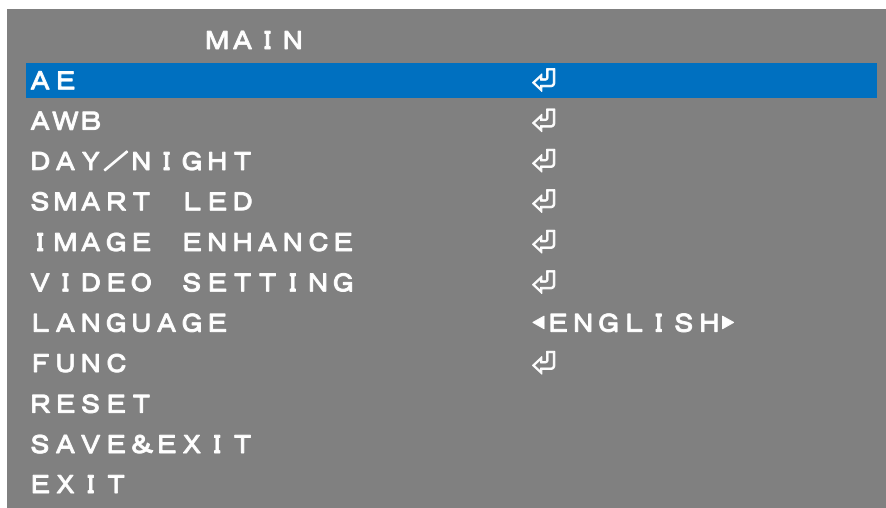 MAIN
AE ⏎
AWB ⏎
DAY/NIGHT ⏎
SMART LED ⏎
IMAGE ENHANCE ⏎
VIDEO SETTING ⏎
LANGUAGE ◂ENGLISH▸
FUNC ⏎
RESET
SAVE&EXIT
EXIT